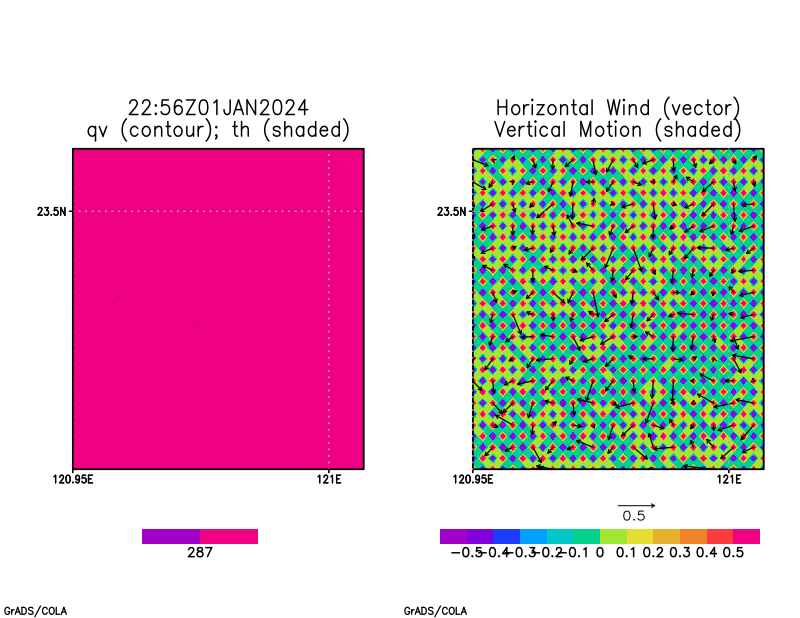 22:56Z01JAN2024
qv (contour); th (shaded)
23.5N
120.95E
121E
287
Horizontal Wind (vector)
Vertical Motion (shaded)
23.5N
120.95E
121E
0.5
-0.5 -0.4 -0.3 -0.2 -0.1 0 0.1 0.2 0.3 0.4 0.5
GrADS/COLA
GrADS/COLA